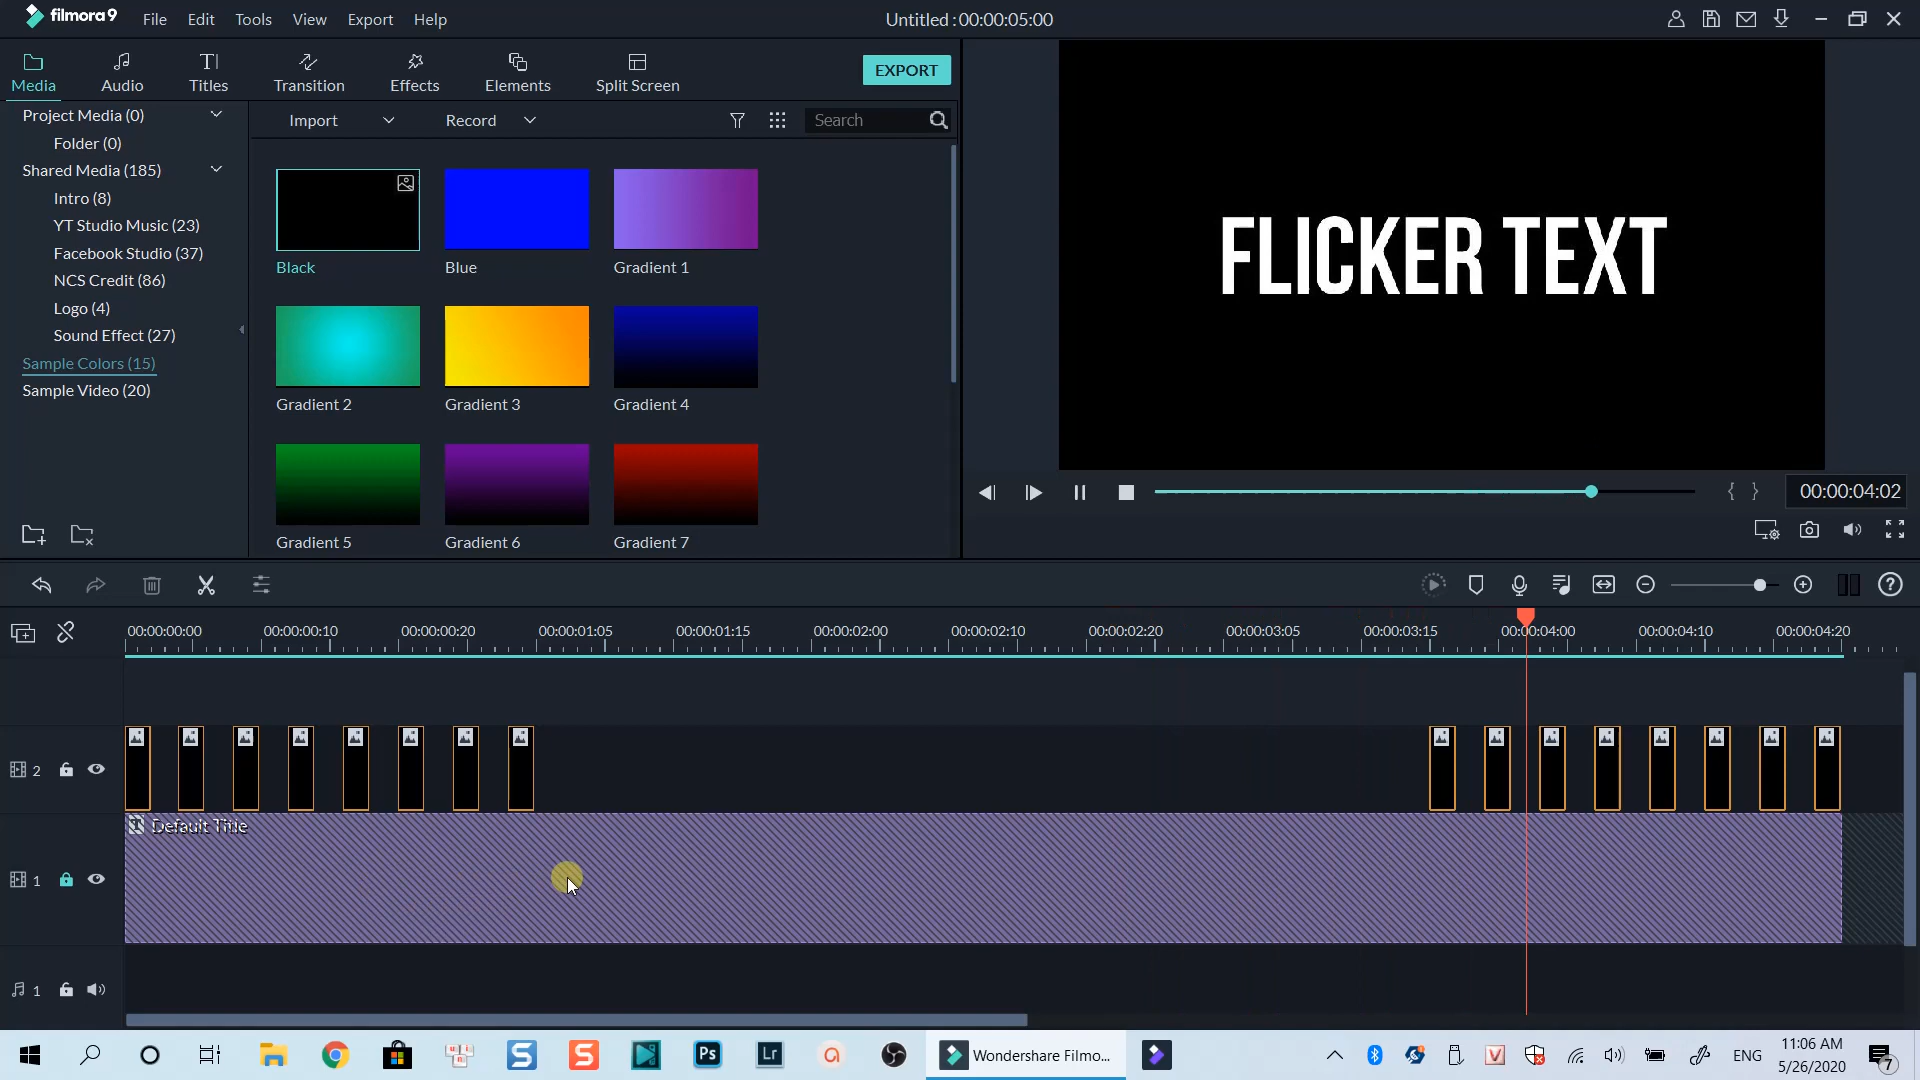 filmora9 File Edit Tools View Export Help Untitled : 00:00:05:00
Media Audio Titles Transition Effects Elements Split Screen EXPORT
Project Media (0)
Folder (0)
Shared Media (185)
Intro (8)
YT Studio Music (23)
Facebook Studio (37)
NCS Credit (86)
Logo (4)
Sound Effect (27)
Sample Colors (15)
Sample Video (20)
Import Record Search
Black Blue Gradient 1
Gradient 2 Gradient 3 Gradient 4
Gradient 5 Gradient 6 Gradient 7
FLICKER TEXT
00:00:04:02
00:00:00:00 00:00:00:10 00:00:00:20 00:00:01:05 00:00:01:15 00:00:02:00 00:00:02:10 00:00:02:20 00:00:03:05 00:00:03:15 00:00:04:00 00:00:04:10 00:00:04:20
2
Default Title
1
1
Ps Lr Wondershare Filmo... ENG 11:06 AM
5/26/2020 7